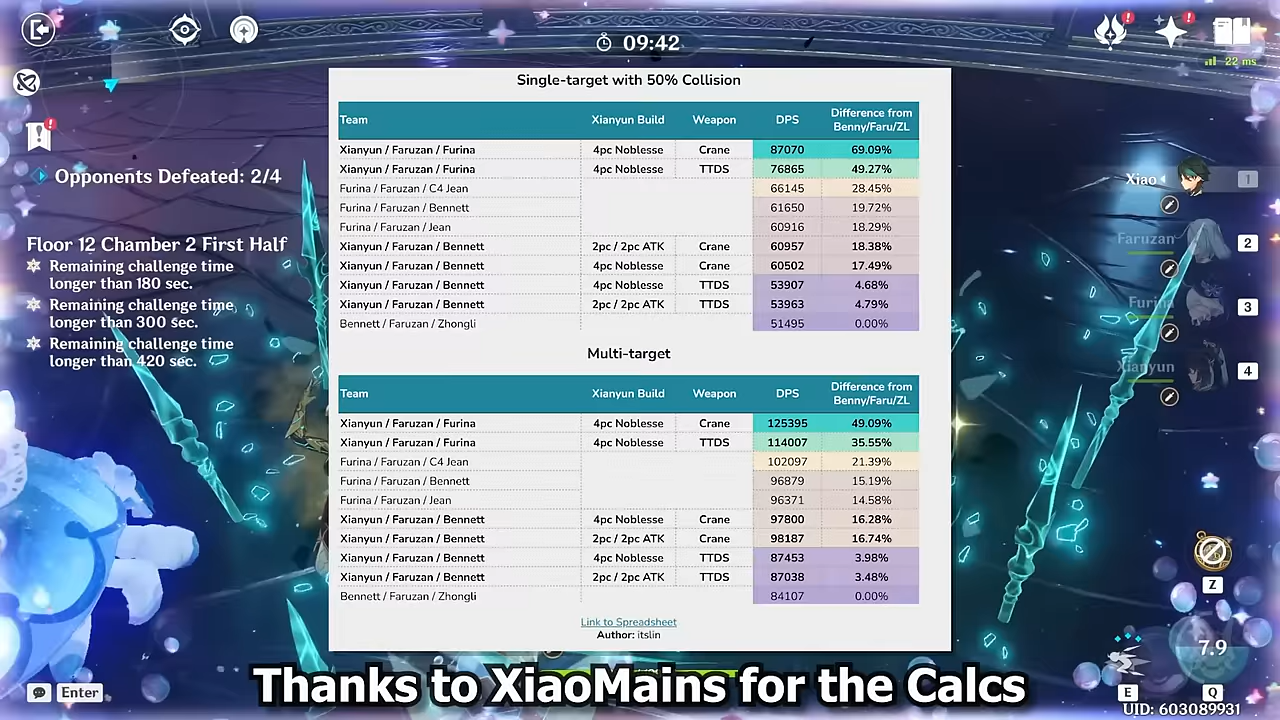 09:42
22 ms
Opponents Defeated: 2/4
Floor 12 Chamber 2 First Half
Remaining challenge time
longer than 180 sec.
Remaining challenge time
longer than 300 sec.
Remaining challenge time
longer than 420 sec.
Single-target with 50% Collision
Team Xianyun Build Weapon DPS Difference from Benny/Faru/ZL
Xianyun / Faruzan / Furina 4pc Noblesse Crane 87070 69.09%
Xianyun / Faruzan / Furina 4pc Noblesse TTDS 76865 49.27%
Furina / Faruzan / C4 Jean 66145 28.45%
Furina / Faruzan / Bennett 61650 19.72%
Furina / Faruzan / Jean 60916 18.29%
Xianyun / Faruzan / Bennett 2pc / 2pc ATK Crane 60957 18.38%
Xianyun / Faruzan / Bennett 4pc Noblesse Crane 60502 17.49%
Xianyun / Faruzan / Bennett 4pc Noblesse TTDS 53907 4.68%
Xianyun / Faruzan / Bennett 2pc / 2pc ATK TTDS 53963 4.79%
Bennett / Faruzan / Zhongli 51495 0.00%
Multi-target
Team Xianyun Build Weapon DPS Difference from Benny/Faru/ZL
Xianyun / Faruzan / Furina 4pc Noblesse Crane 125395 49.09%
Xianyun / Faruzan / Furina 4pc Noblesse TTDS 114007 35.55%
Furina / Faruzan / C4 Jean 102097 21.39%
Furina / Faruzan / Bennett 96879 15.19%
Furina / Faruzan / Jean 96371 14.58%
Xianyun / Faruzan / Bennett 4pc Noblesse Crane 97800 16.28%
Xianyun / Faruzan / Bennett 2pc / 2pc ATK Crane 98187 16.74%
Xianyun / Faruzan / Bennett 4pc Noblesse TTDS 87453 3.98%
Xianyun / Faruzan / Bennett 2pc / 2pc ATK TTDS 87038 3.48%
Bennett / Faruzan / Zhongli 84107 0.00%
Link to Spreadsheet
Author: itslin
Xiao 1
Faruzan 2
Furina 3
Xianyun 4
Z
7.9
E Q
Thanks to XiaoMains for the Calcs
Enter
UID: 603089931